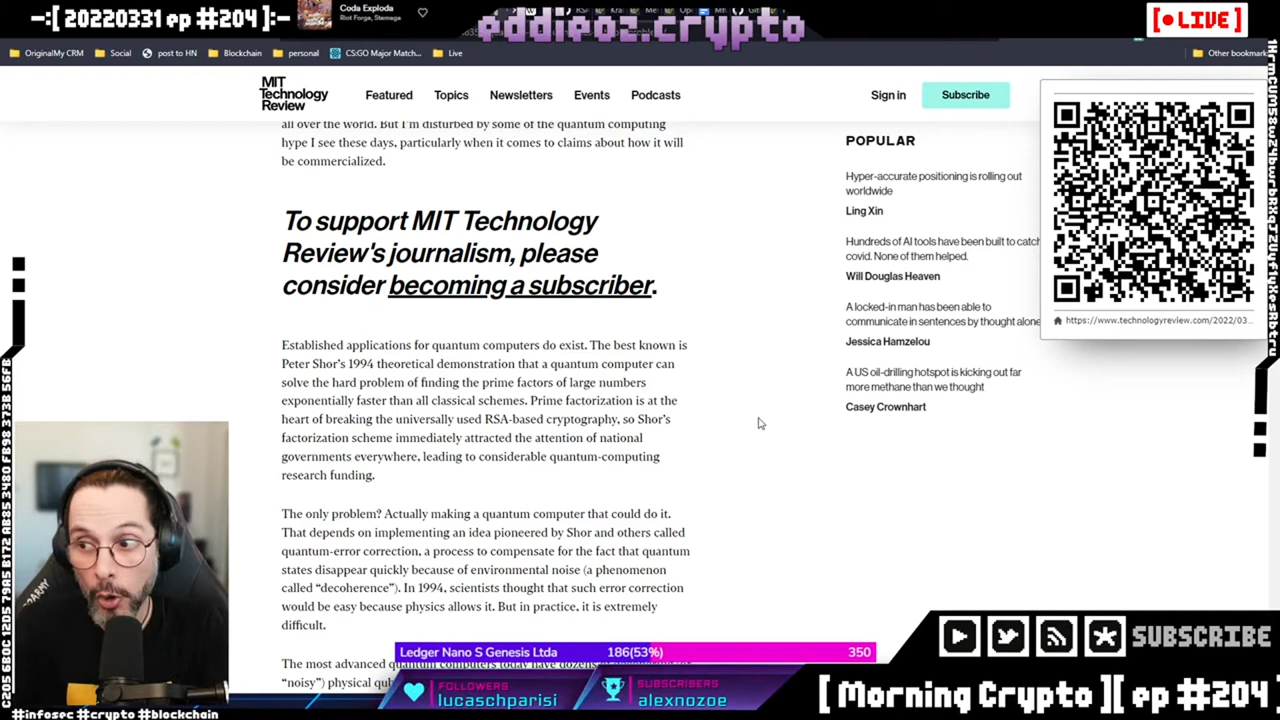 -:[ 20220331 ep #204 ]:-
Coda Exploda
Riot Forge, Stemage
eddieoz.crypto
[ LIVE ]
OriginalMy CRM
Social
post to HN
Blockchain
personal
CS:GO Major Match...
Live
Other bookmark
MIT
Technology
Review
Featured
Topics
Newsletters
Events
Podcasts
Sign in
Subscribe
all over the world. But I'm disturbed by some of the quantum computing
hype I see these days, particularly when it comes to claims about how it will
be commercialized.
To support MIT Technology
Review's journalism, please
consider becoming a subscriber.
Established applications for quantum computers do exist. The best known is
Peter Shor's 1994 theoretical demonstration that a quantum computer can
solve the hard problem of finding the prime factors of large numbers
exponentially faster than all classical schemes. Prime factorization is at the
heart of breaking the universally used RSA-based cryptography, so Shor's
factorization scheme immediately attracted the attention of national
governments everywhere, leading to considerable quantum-computing
research funding.
The only problem? Actually making a quantum computer that could do it.
That depends on implementing an idea pioneered by Shor and others called
quantum-error correction, a process to compensate for the fact that quantum
states disappear quickly because of environmental noise (a phenomenon
called “decoherence”). In 1994, scientists thought that such error correction
would be easy because physics allows it. But in practice, it is extremely
difficult.
The most advanced quantum computers today have dozens of
“noisy”) physical qub
POPULAR
Hyper-accurate positioning is rolling out
worldwide
Ling Xin
Hundreds of AI tools have been built to catch
covid. None of them helped.
Will Douglas Heaven
A locked-in man has been able to
communicate in sentences by thought alone
Jessica Hamzelou
A US oil-drilling hotspot is kicking out far
more methane than we thought
Casey Crownhart
https://www.technologyreview.com/2022/03...
Ledger Nano S Genesis Ltda
186(53%)
350
FOLLOWERS
lucaschparisi
SUBSCRIBERS
alexnozoe
SUBSCRIBE
[ Morning Crypto ][ ep #204 ]
#infosec #crypto #blockchain